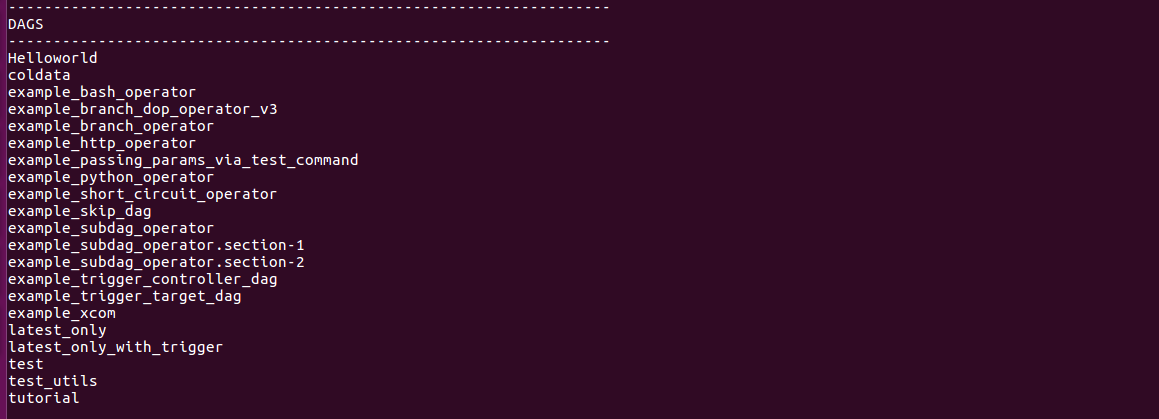 -------------------------------------------------------------------
DAGS
-------------------------------------------------------------------
Helloworld
coldata
example_bash_operator
example_branch_dop_operator_v3
example_branch_operator
example_http_operator
example_passing_params_via_test_command
example_python_operator
example_short_circuit_operator
example_skip_dag
example_subdag_operator
example_subdag_operator.section-1
example_subdag_operator.section-2
example_trigger_controller_dag
example_trigger_target_dag
example_xcom
latest_only
latest_only_with_trigger
test
test_utils
tutorial